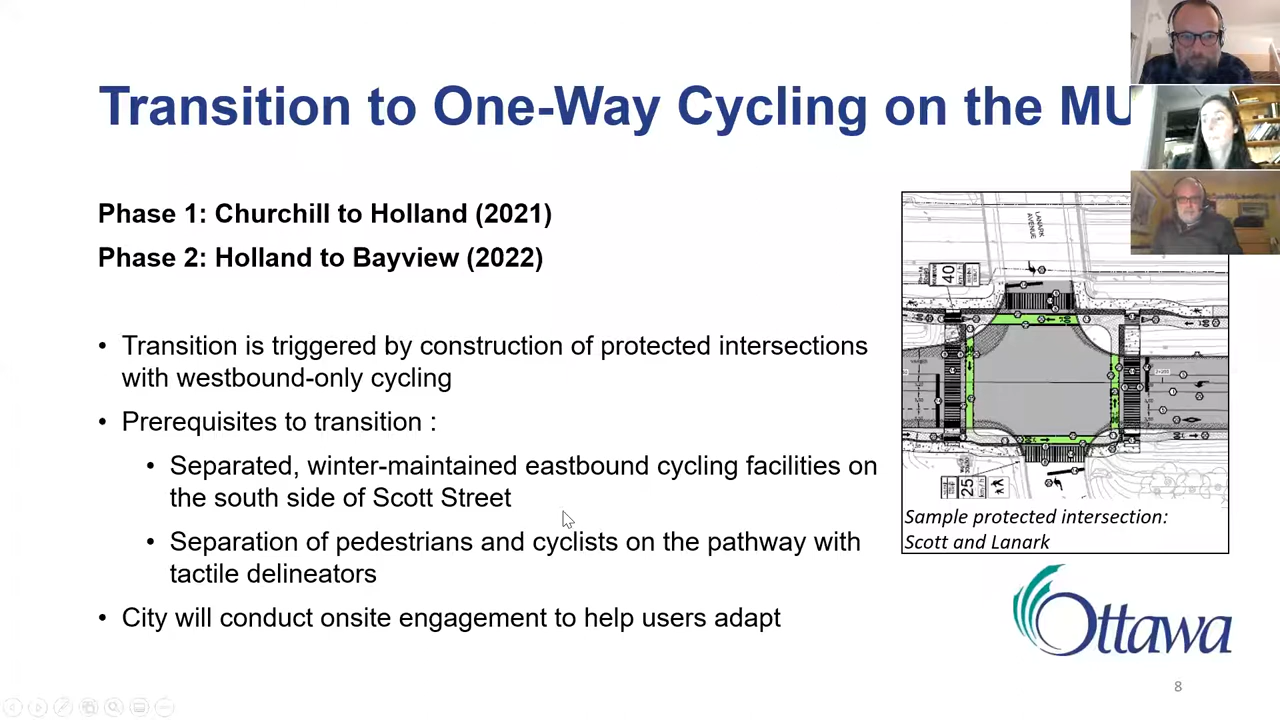 Transition to One-Way Cycling on the MU
Phase 1: Churchill to Holland (2021)
Phase 2: Holland to Bayview (2022)
• Transition is triggered by construction of protected intersections
with westbound-only cycling
• Prerequisites to transition :
• Separated, winter-maintained eastbound cycling facilities on
the south side of Scott Street
• Separation of pedestrians and cyclists on the pathway with
tactile delineators
• City will conduct onsite engagement to help users adapt
LANARK
AVENUE
40
25
Sample protected intersection:
Scott and Lanark
Ottawa
8